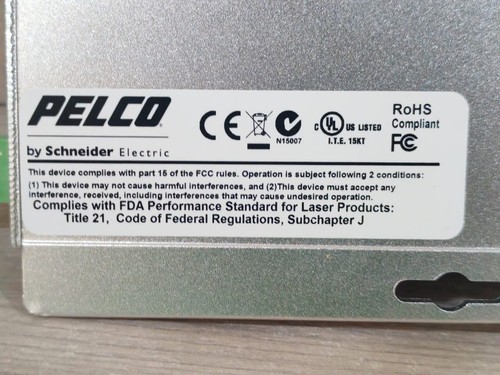 PELCO
by Schneider Electric
CE
N15007
c UL US LISTED
I.T.E. 15KT
RoHS
Compliant
FC
This device complies with part 15 of the FCC rules. Operation is subject following 2 conditions:
(1) This device may not cause harmful interferences, and (2)This device must accept any
interference, received, including interferences that may cause undesired operation.
Complies with FDA Performance Standard for Laser Products:
Title 21, Code of Federal Regulations, Subchapter J